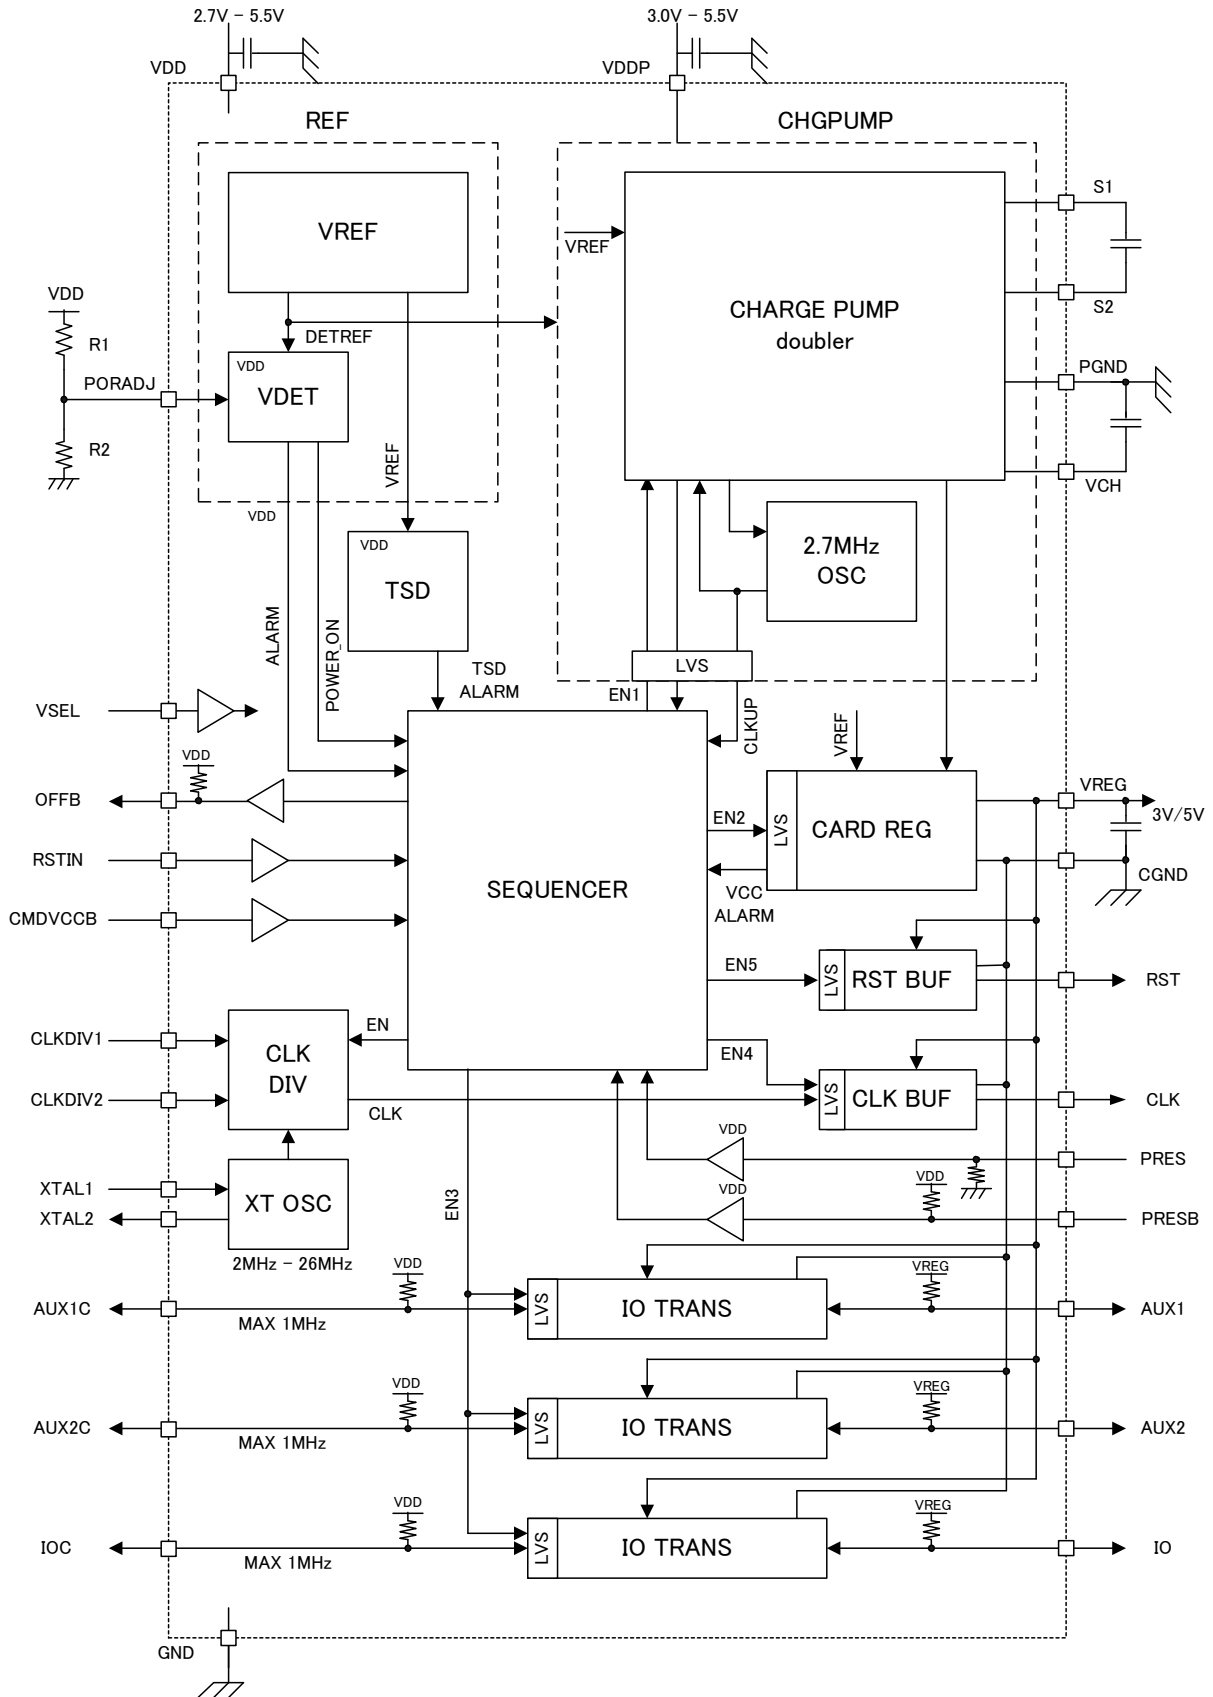 2.7V - 5.5V
3.0V - 5.5V
VDD
VDDP
REF
CHGPUMP
VREF
VREF
CHARGE PUMP
doubler
S1
S2
VDD
R1
DETREF
VDD
VDET
PORADJ
R2
PGND
VCH
VREF
VDD
VDD
TSD
2.7MHz
OSC
ALARM
POWER_ON
TSD
ALARM
LVS
EN1
CLKUP
VREF
VSEL
VDD
OFFB
VREG
3V/5V
EN2
LVS
CARD REG
RSTIN
SEQUENCER
VCC
ALARM
CGND
CMDVCCB
EN5
LVS
RST BUF
RST
CLKDIV1
EN
CLK
DIV
EN4
CLKDIV2
CLK
LVS
CLK BUF
CLK
VDD
PRES
XTAL1
XT OSC
XTAL2
EN3
VDD
VDD
PRESB
2MHz - 26MHz
VDD
VREG
AUX1C
MAX 1MHz
LVS
IO TRANS
AUX1
VDD
VREG
AUX2C
MAX 1MHz
LVS
IO TRANS
AUX2
VDD
VREG
IOC
MAX 1MHz
LVS
IO TRANS
IO
GND